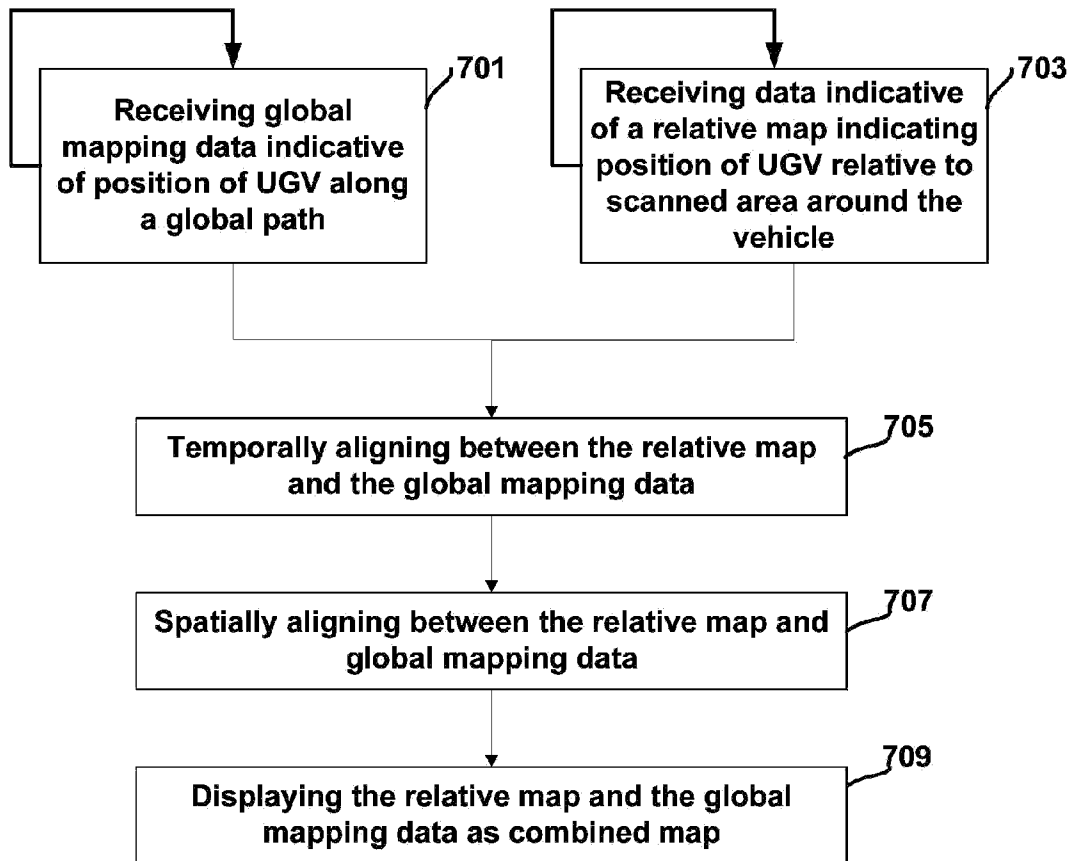 701
Receiving global
mapping data indicative
of position of UGV along
a global path
703
Receiving data indicative
of a relative map indicating
position of UGV relative to
scanned area around the
vehicle
705
Temporally aligning between the relative map
and the global mapping data
707
Spatially aligning between the relative map and
global mapping data
709
Displaying the relative map and the global
mapping data as combined map